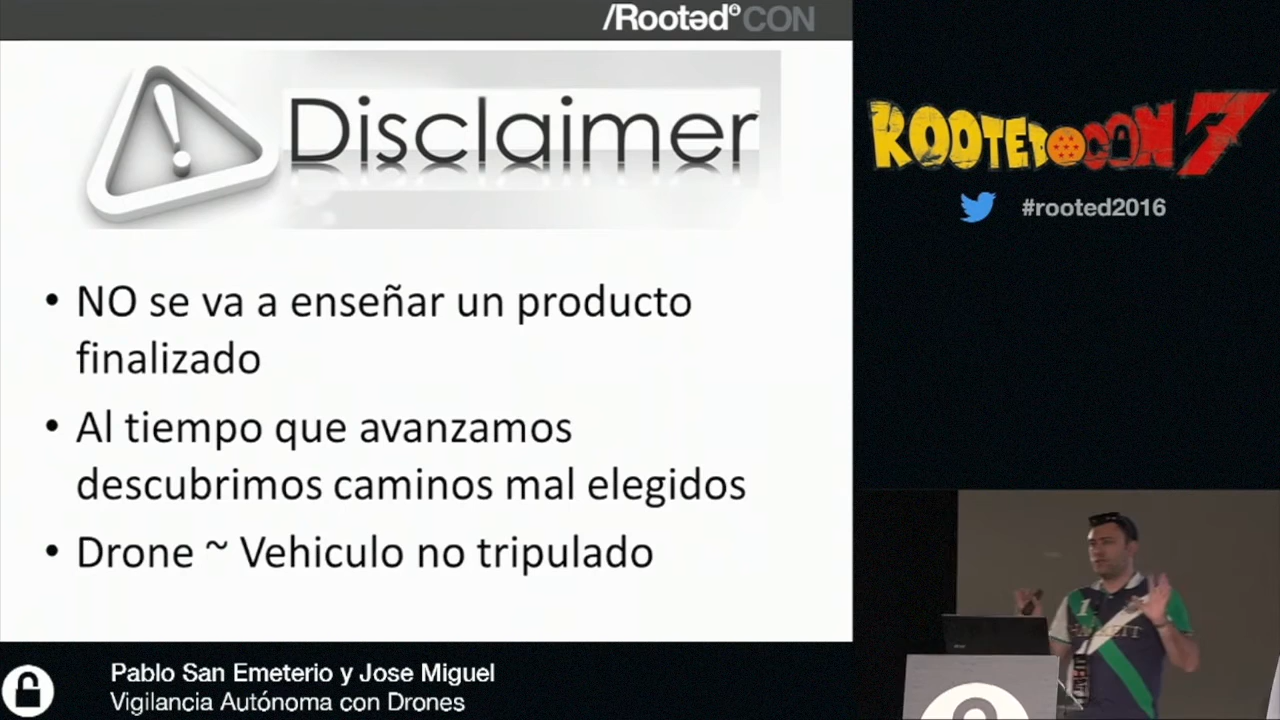 /Rootedº CON
Disclaimer
• NO se va a enseñar un producto
finalizado
• Al tiempo que avanzamos
descubrimos caminos mal elegidos
• Drone ~ Vehiculo no tripulado
ROOTEDCON 7
#rooted2016
Pablo San Emeterio y Jose Miguel
Vigilancia Autónoma con Drones